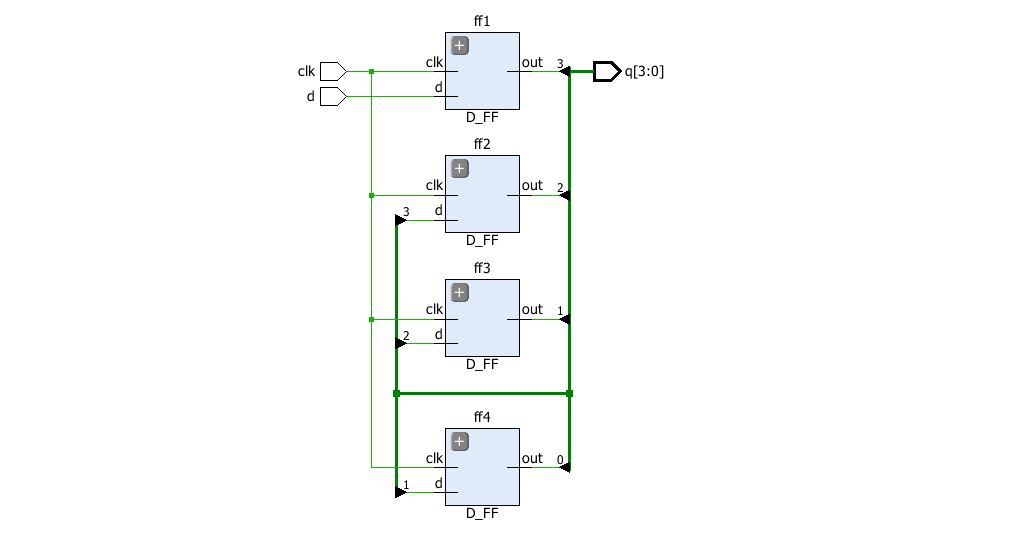 ff1
clk
clk
out
3
q[3:0]
d
d
D_FF
ff2
clk
out
2
3
d
D_FF
ff3
clk
out
1
2
d
D_FF
ff4
clk
out
0
1
d
D_FF